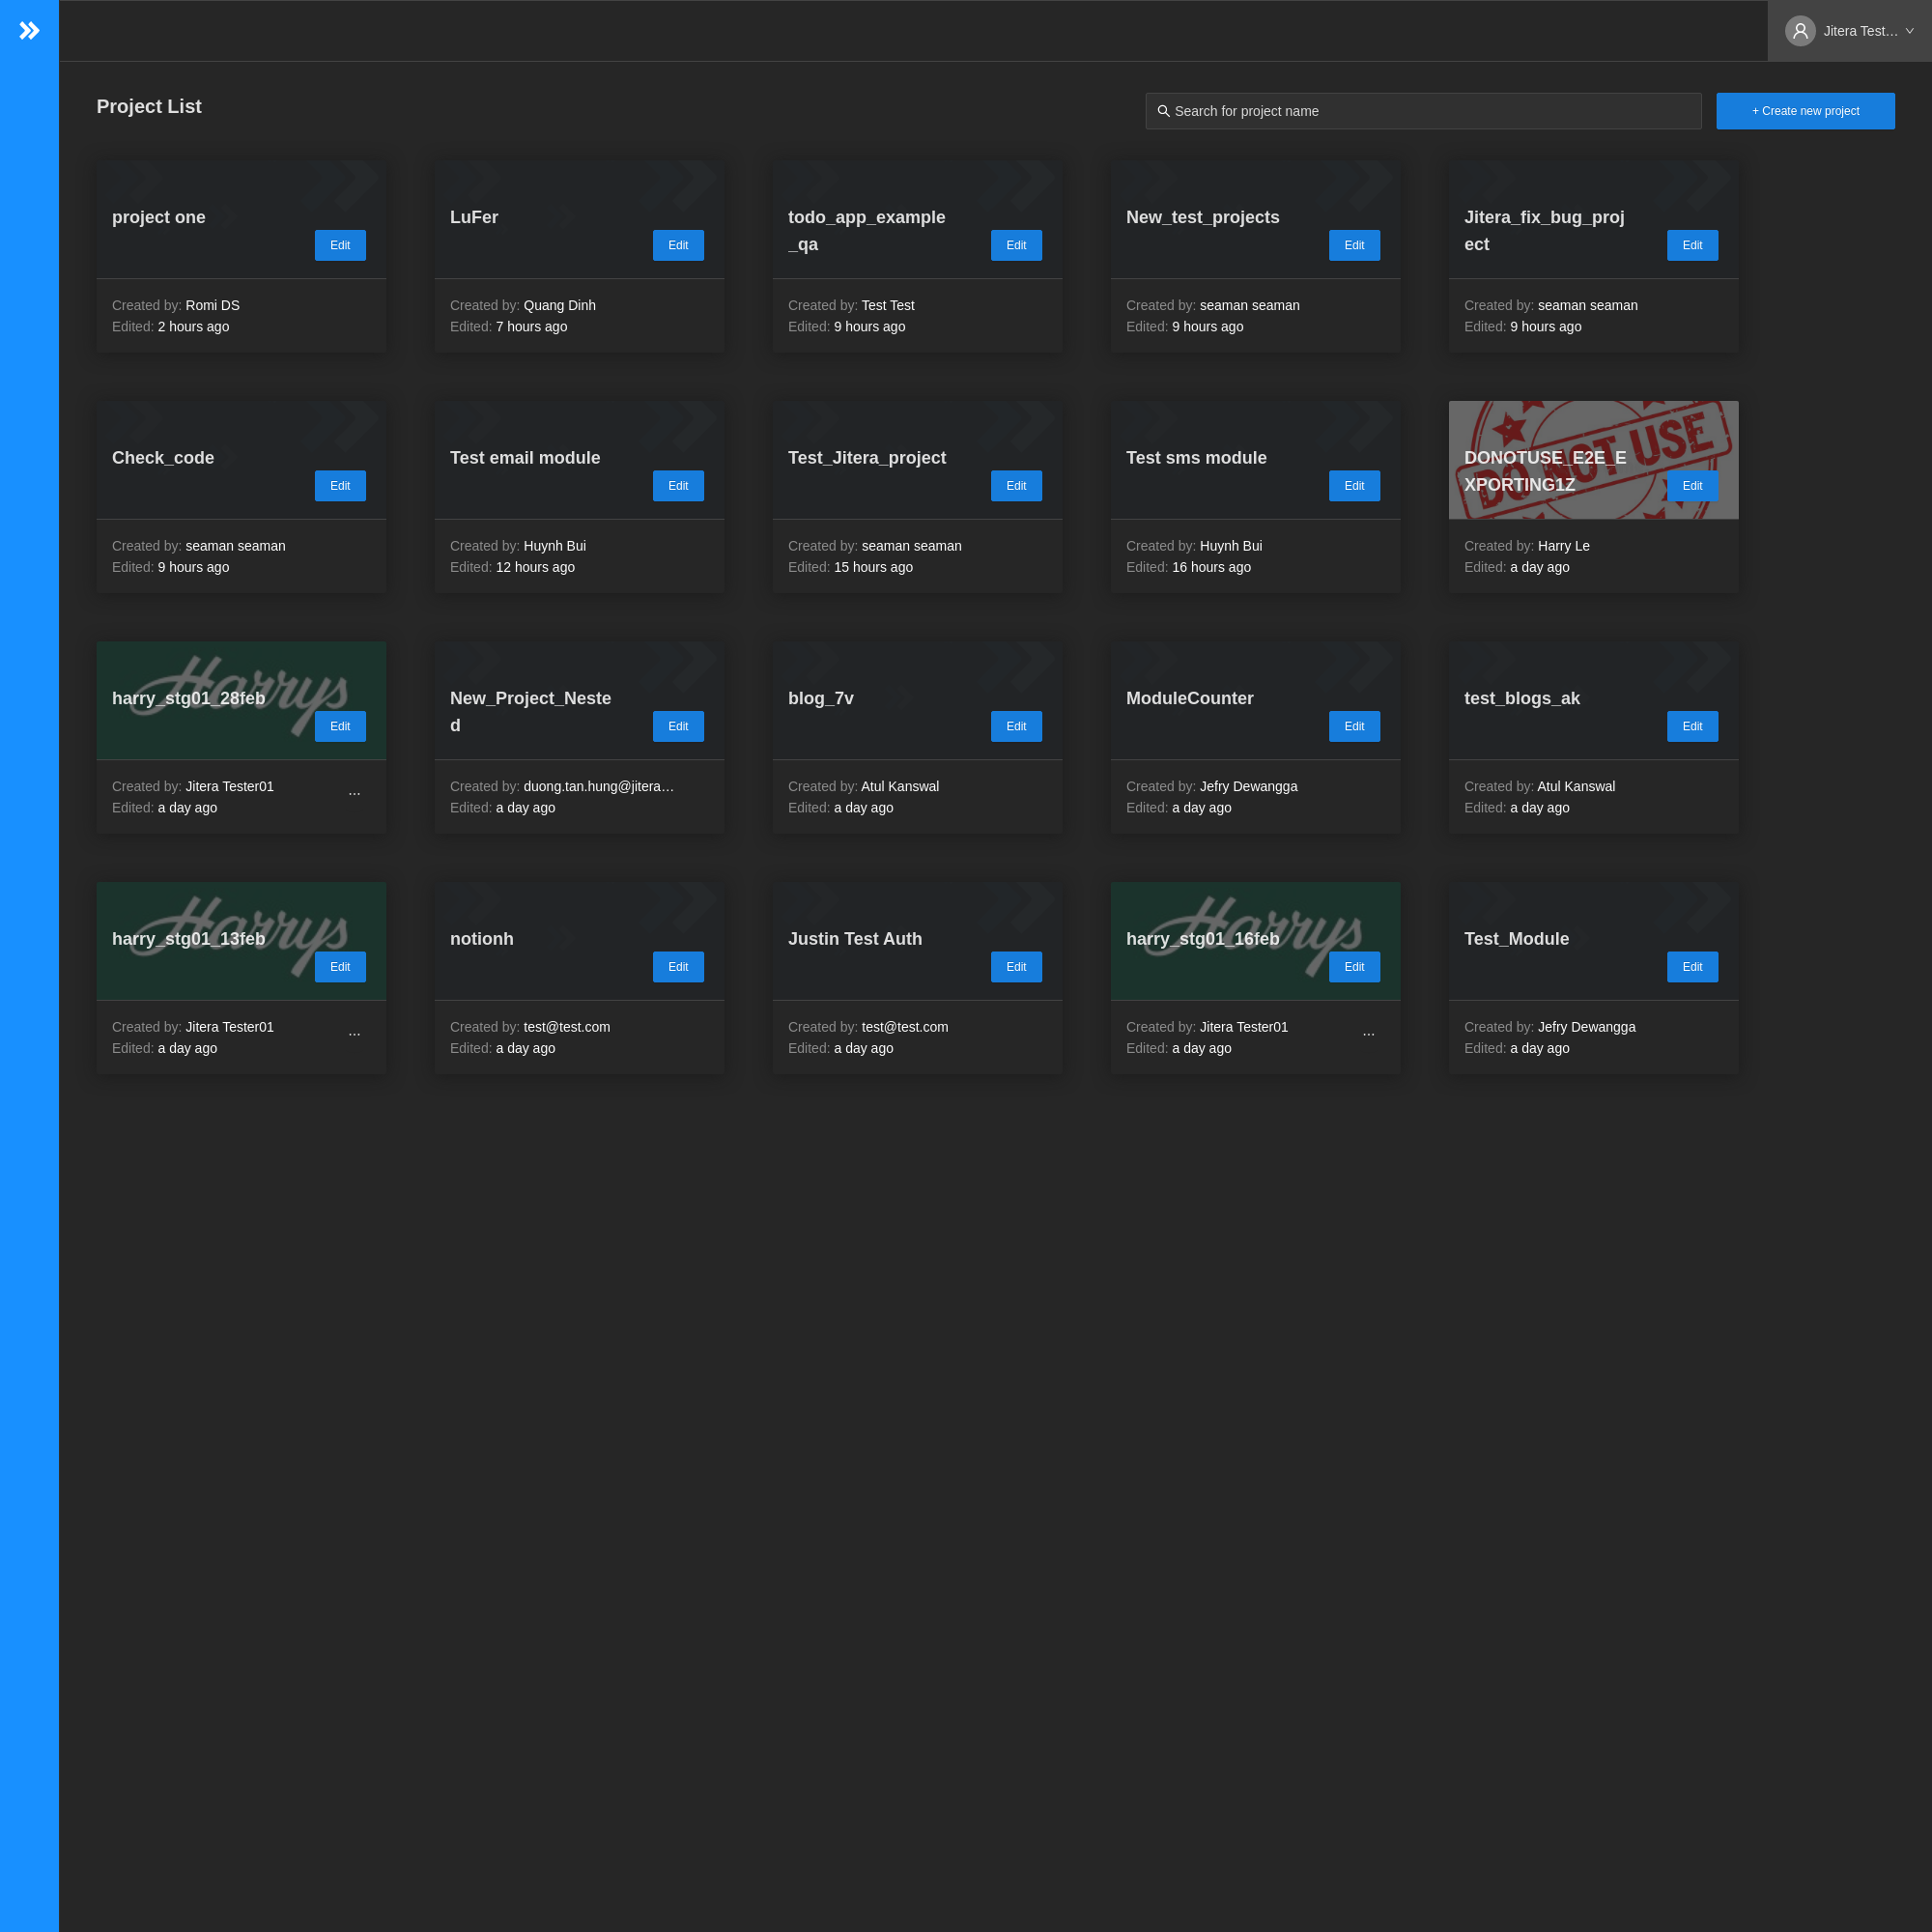 Jitera Test…
Project List
Search for project name
+ Create new project
project one
Edit
Created by: Romi DS
Edited: 2 hours ago
LuFer
Edit
Created by: Quang Dinh
Edited: 7 hours ago
todo_app_example
_qa
Edit
Created by: Test Test
Edited: 9 hours ago
New_test_projects
Edit
Created by: seaman seaman
Edited: 9 hours ago
Jitera_fix_bug_proj
ect
Edit
Created by: seaman seaman
Edited: 9 hours ago
Check_code
Edit
Created by: seaman seaman
Edited: 9 hours ago
Test email module
Edit
Created by: Huynh Bui
Edited: 12 hours ago
Test_Jitera_project
Edit
Created by: seaman seaman
Edited: 15 hours ago
Test sms module
Edit
Created by: Huynh Bui
Edited: 16 hours ago
DO NOT USE
DONOTUSE_E2E_E
XPORTING1Z
Edit
Created by: Harry Le
Edited: a day ago
Harrys
harry_stg01_28feb
Edit
Created by: Jitera Tester01
...
Edited: a day ago
New_Project_Neste
d
Edit
Created by: duong.tan.hung@jitera…
Edited: a day ago
blog_7v
Edit
Created by: Atul Kanswal
Edited: a day ago
ModuleCounter
Edit
Created by: Jefry Dewangga
Edited: a day ago
test_blogs_ak
Edit
Created by: Atul Kanswal
Edited: a day ago
Harrys
harry_stg01_13feb
Edit
Created by: Jitera Tester01
...
Edited: a day ago
notionh
Edit
Created by: test@test.com
Edited: a day ago
Justin Test Auth
Edit
Created by: test@test.com
Edited: a day ago
Harrys
harry_stg01_16feb
Edit
Created by: Jitera Tester01
...
Edited: a day ago
Test_Module
Edit
Created by: Jefry Dewangga
Edited: a day ago